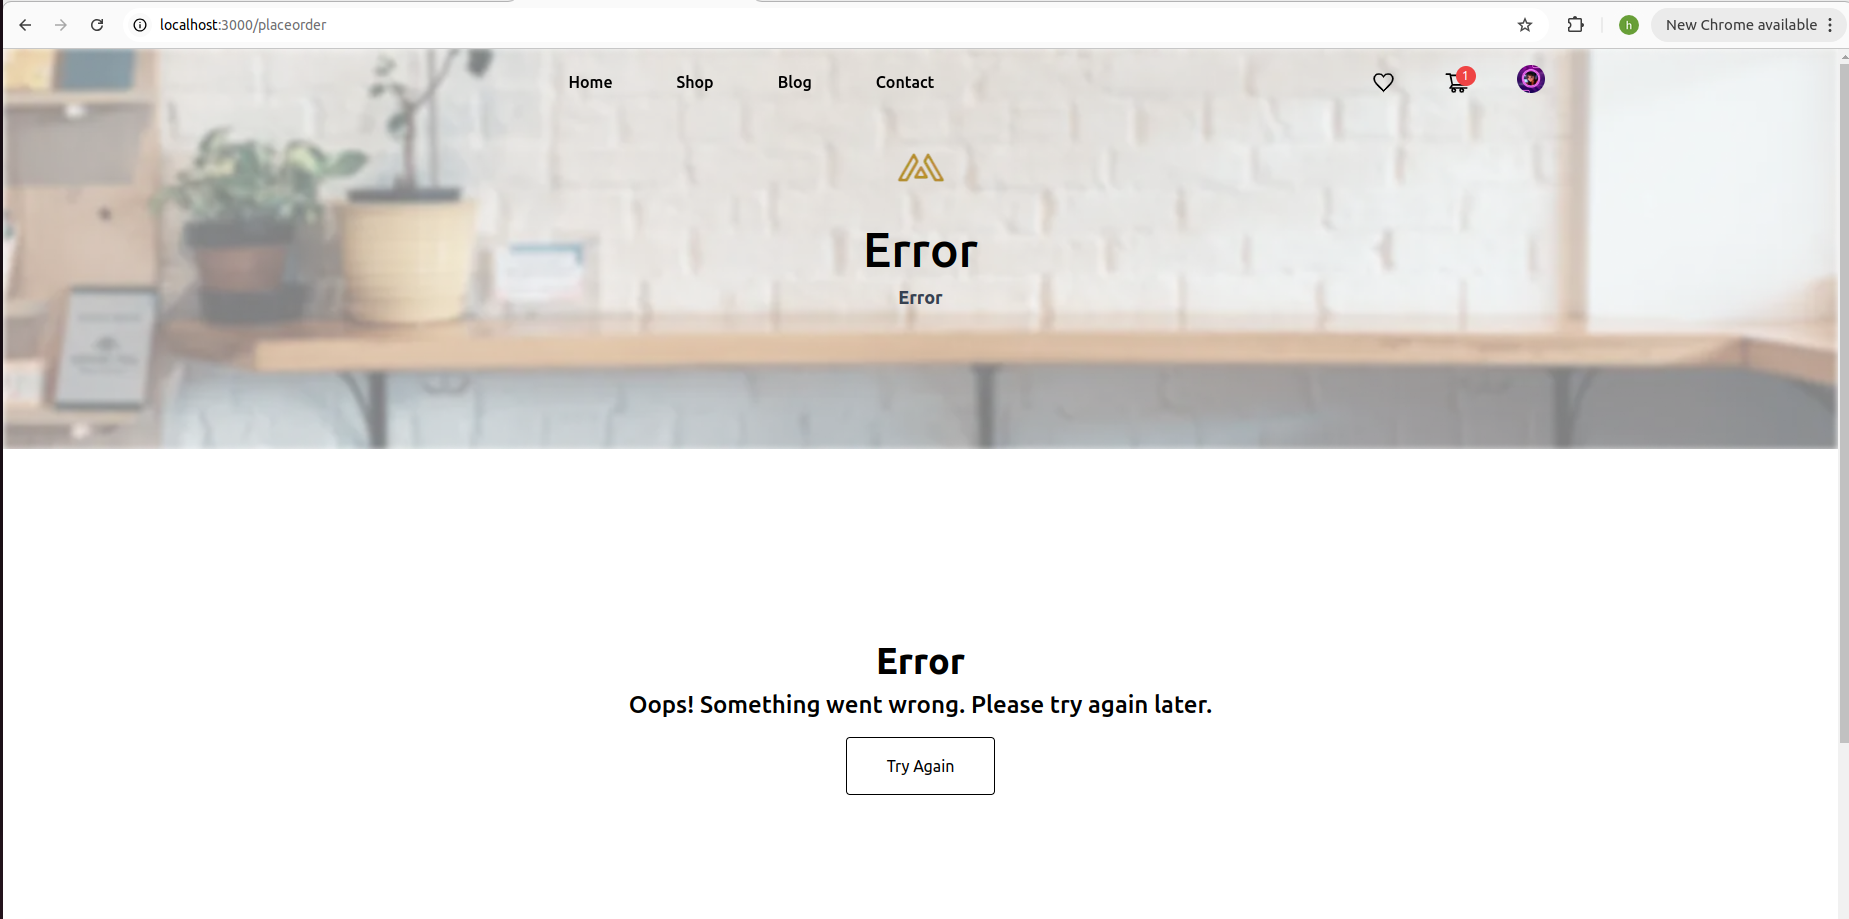 localhost:3000/placeorder
h
New Chrome available
Home
Shop
Blog
Contact
1
Error
Error
Error
Oops! Something went wrong. Please try again later.
Try Again